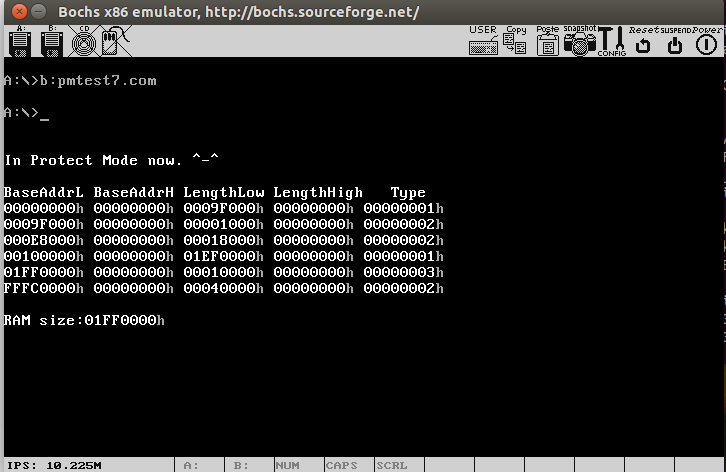 Bochs x86 emulator, http://bochs.sourceforge.net/
A: B: CD USER Copy Paste snapshot CONFIG Reset SUSPEND Power
A:\>b:pmtest7.com
A:\>_
In Protect Mode now. ^-^
BaseAddrL BaseAddrH LengthLow LengthHigh Type
00000000h 00000000h 0009F000h 00000000h 00000001h
0009F000h 00000000h 00001000h 00000000h 00000002h
000E8000h 00000000h 00018000h 00000000h 00000002h
00100000h 00000000h 01EF0000h 00000000h 00000001h
01FF0000h 00000000h 00010000h 00000000h 00000003h
FFFC0000h 00000000h 00040000h 00000000h 00000002h
RAM size:01FF0000h
IPS: 10.225M A: B: NUM CAPS SCRL